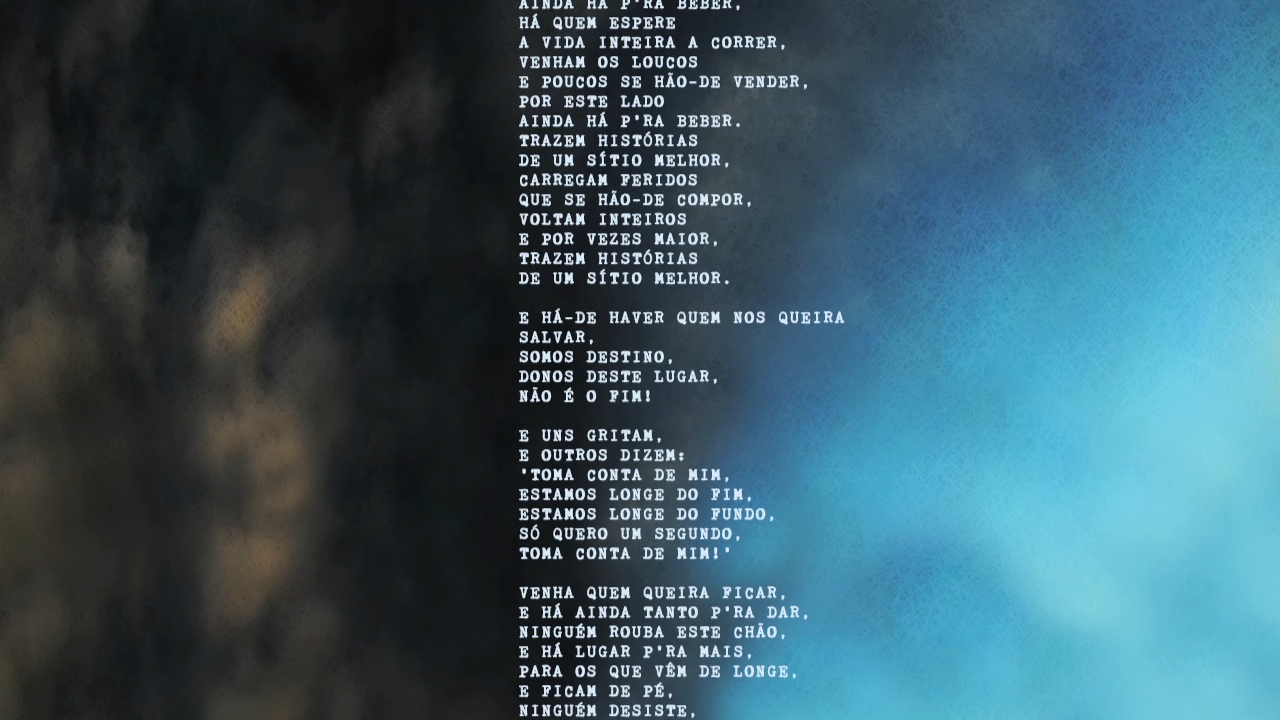 AINDA HÁ P'RA BEBER,
HÁ QUEM ESPERE
A VIDA INTEIRA A CORRER,
VENHAM OS LOUCOS
E POUCOS SE HÃO-DE VENDER,
POR ESTE LADO
AINDA HÁ P'RA BEBER.
TRAZEM HISTÓRIAS
DE UM SÍTIO MELHOR,
CARREGAM FERIDOS
QUE SE HÃO-DE COMPOR,
VOLTAM INTEIROS
E POR VEZES MAIOR,
TRAZEM HISTÓRIAS
DE UM SÍTIO MELHOR.
E HÁ-DE HAVER QUEM NOS QUEIRA
SALVAR,
SOMOS DESTINO,
DONOS DESTE LUGAR,
NÃO É O FIM!
E UNS GRITAM,
E OUTROS DIZEM:
'TOMA CONTA DE MIM,
ESTAMOS LONGE DO FIM,
ESTAMOS LONGE DO FUNDO,
SÓ QUERO UM SEGUNDO,
TOMA CONTA DE MIM!'
VENHA QUEM QUEIRA FICAR,
E HÁ AINDA TANTO P'RA DAR,
NINGUÉM ROUBA ESTE CHÃO,
E HÁ LUGAR P'RA MAIS,
PARA OS QUE VÊM DE LONGE,
E FICAM DE PÉ,
NINGUÉM DESISTE,